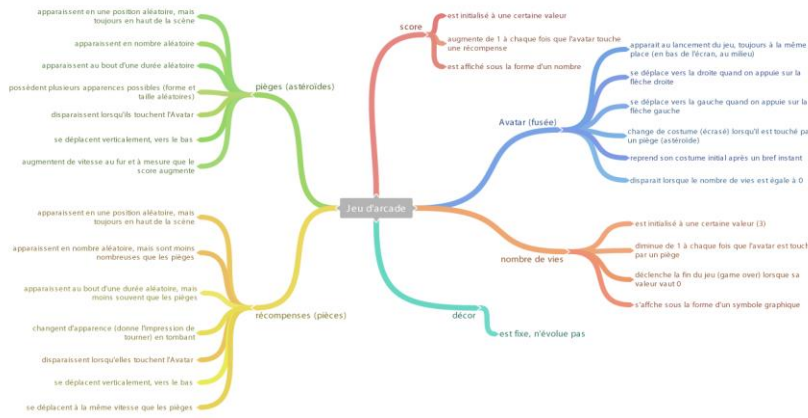 apparaissent en une position aléatoire, mais
toujours en haut de la scène
apparaissent en nombre aléatoire
apparaissent au bout d'une durée aléatoire
possèdent plusieurs apparences possibles (forme et
taille aléatoires)
disparaissent lorsqu'ils touchent l'Avatar
se déplacent verticalement, vers le bas
augmentent de vitesse au fur et à mesure que le
score augmente
pièges (astéroïdes)
apparaissent en une position aléatoire, mais
toujours en haut de la scène
apparaissent en nombre aléatoire, mais sont moins
nombreuses que les pièges
apparaissent au bout d'une durée aléatoire, mais
moins souvent que les pièges
changent d'apparence (donne l'impression de
tourner) en tombant
disparaissent lorsqu'elles touchent l'Avatar
se déplacent verticalement, vers le bas
se déplacent à la même vitesse que les pièges
récompenses (pièces)
Jeu d'arcade
score
est initialisé à une certaine valeur
augmente de 1 à chaque fois que l'avatar touche
une récompense
est affiché sous la forme d'un nombre
Avatar (fusée)
apparait au lancement du jeu, toujours à la même
place (en bas de l'écran, au milieu)
se déplace vers la droite quand on appuie sur la
flèche droite
se déplace vers la gauche quand on appuie sur la
flèche gauche
change de costume (écrasé) lorsqu'il est touché pa
un piège (astéroïde)
reprend son costume initial après un bref instant
disparait lorsque le nombre de vies est égale à 0
nombre de vies
est initialisé à une certaine valeur (3)
diminue de 1 à chaque fois que l'avatar est touch
par un piège
déclenche la fin du jeu (game over) lorsque sa
valeur vaut 0
s'affche sous la forme d'un symbole graphique
décor
est fixe, n'évolue pas